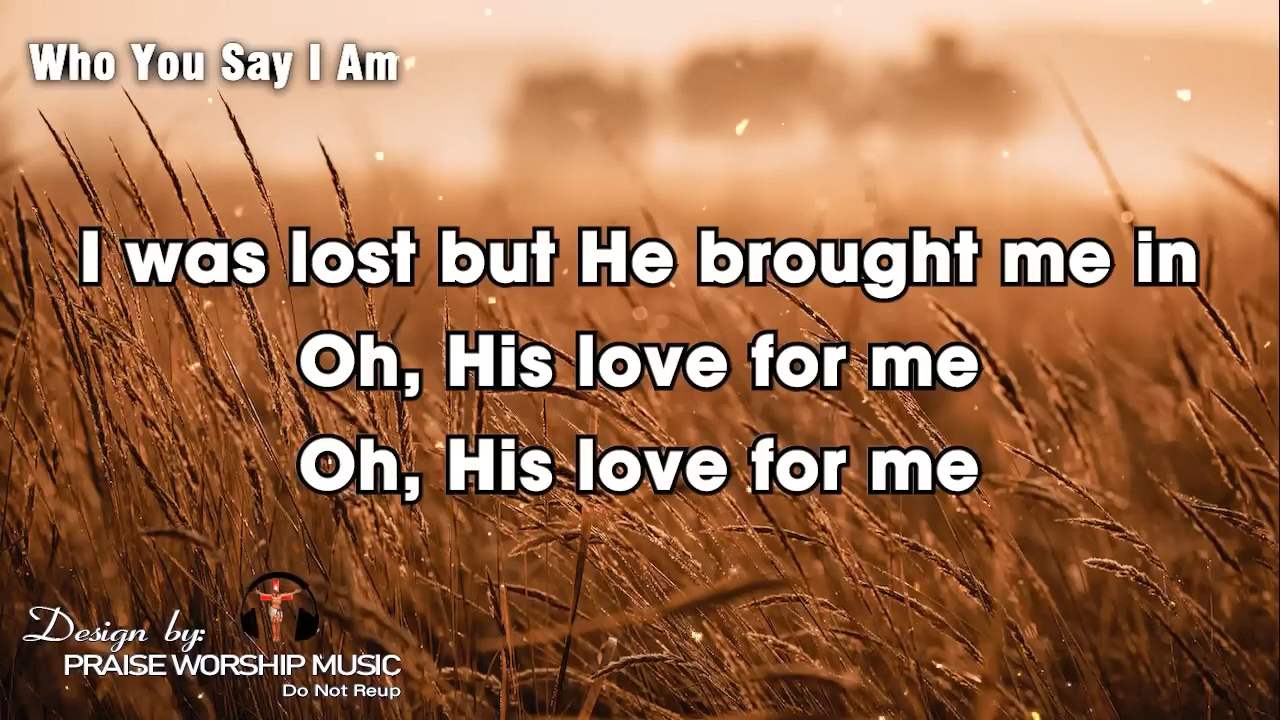 Who You Say I Am
I was lost but He brought me in
Oh, His love for me
Oh, His love for me
Design by:
PRAISE WORSHIP MUSIC
Do Not Reup